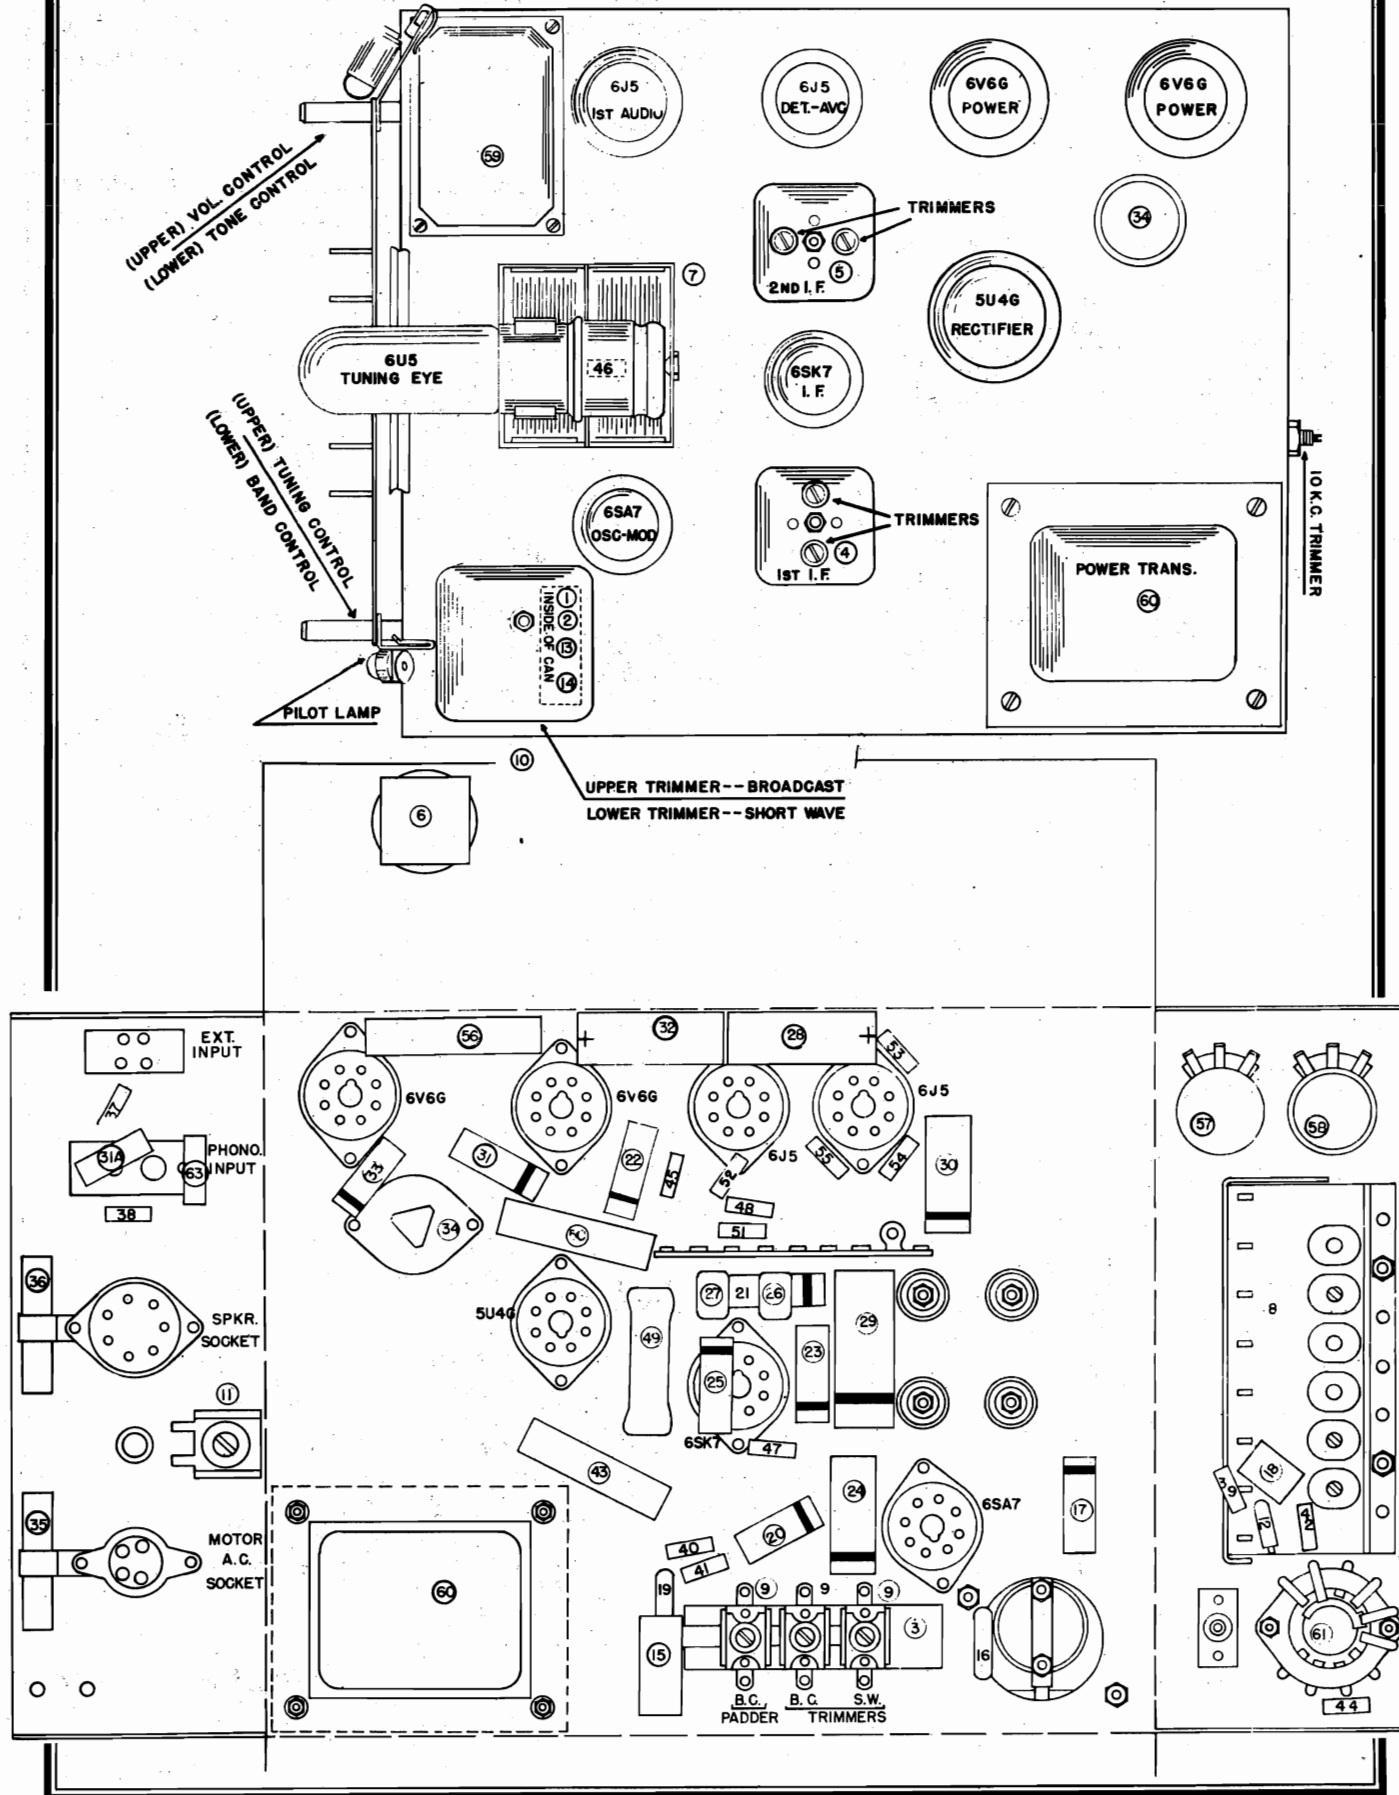 6J5
1ST AUDIO
6J5
DET.-AVC
6V6G
POWER
6V6G
POWER
59
(UPPER) VOL. CONTROL
(LOWER) TONE CONTROL
TRIMMERS
34
5
2ND I.F.
7
5U4G
RECTIFIER
6U5
TUNING EYE
46
6SK7
I.F.
(UPPER) TUNING CONTROL
(LOWER) BAND CONTROL
10 K.C. TRIMMER
6SA7
OSC-MOD
TRIMMERS
4
1ST I.F.
POWER TRANS.
60
INSIDE OF CAN
1
2
13
14
PILOT LAMP
10
UPPER TRIMMER--BROADCAST
LOWER TRIMMER--SHORT WAVE
6
EXT.
INPUT
37
56
+
32
28
+
53
6V6G
6V6G
6J5
6J5
57
58
31A
PHONO.
INPUT
63
38
33
31
22
45
52
55
54
30
48
51
34
36
SPKR.
SOCKET
5U4G
27
21
26
49
29
8
23
25
11
6SK7
47
43
24
6SA7
17
18
39
12
42
35
MOTOR
A.C.
SOCKET
20
40
41
60
19
9
9
9
3
15
16
61
44
B.C.
PADDER
B.C.
S.W.
TRIMMERS